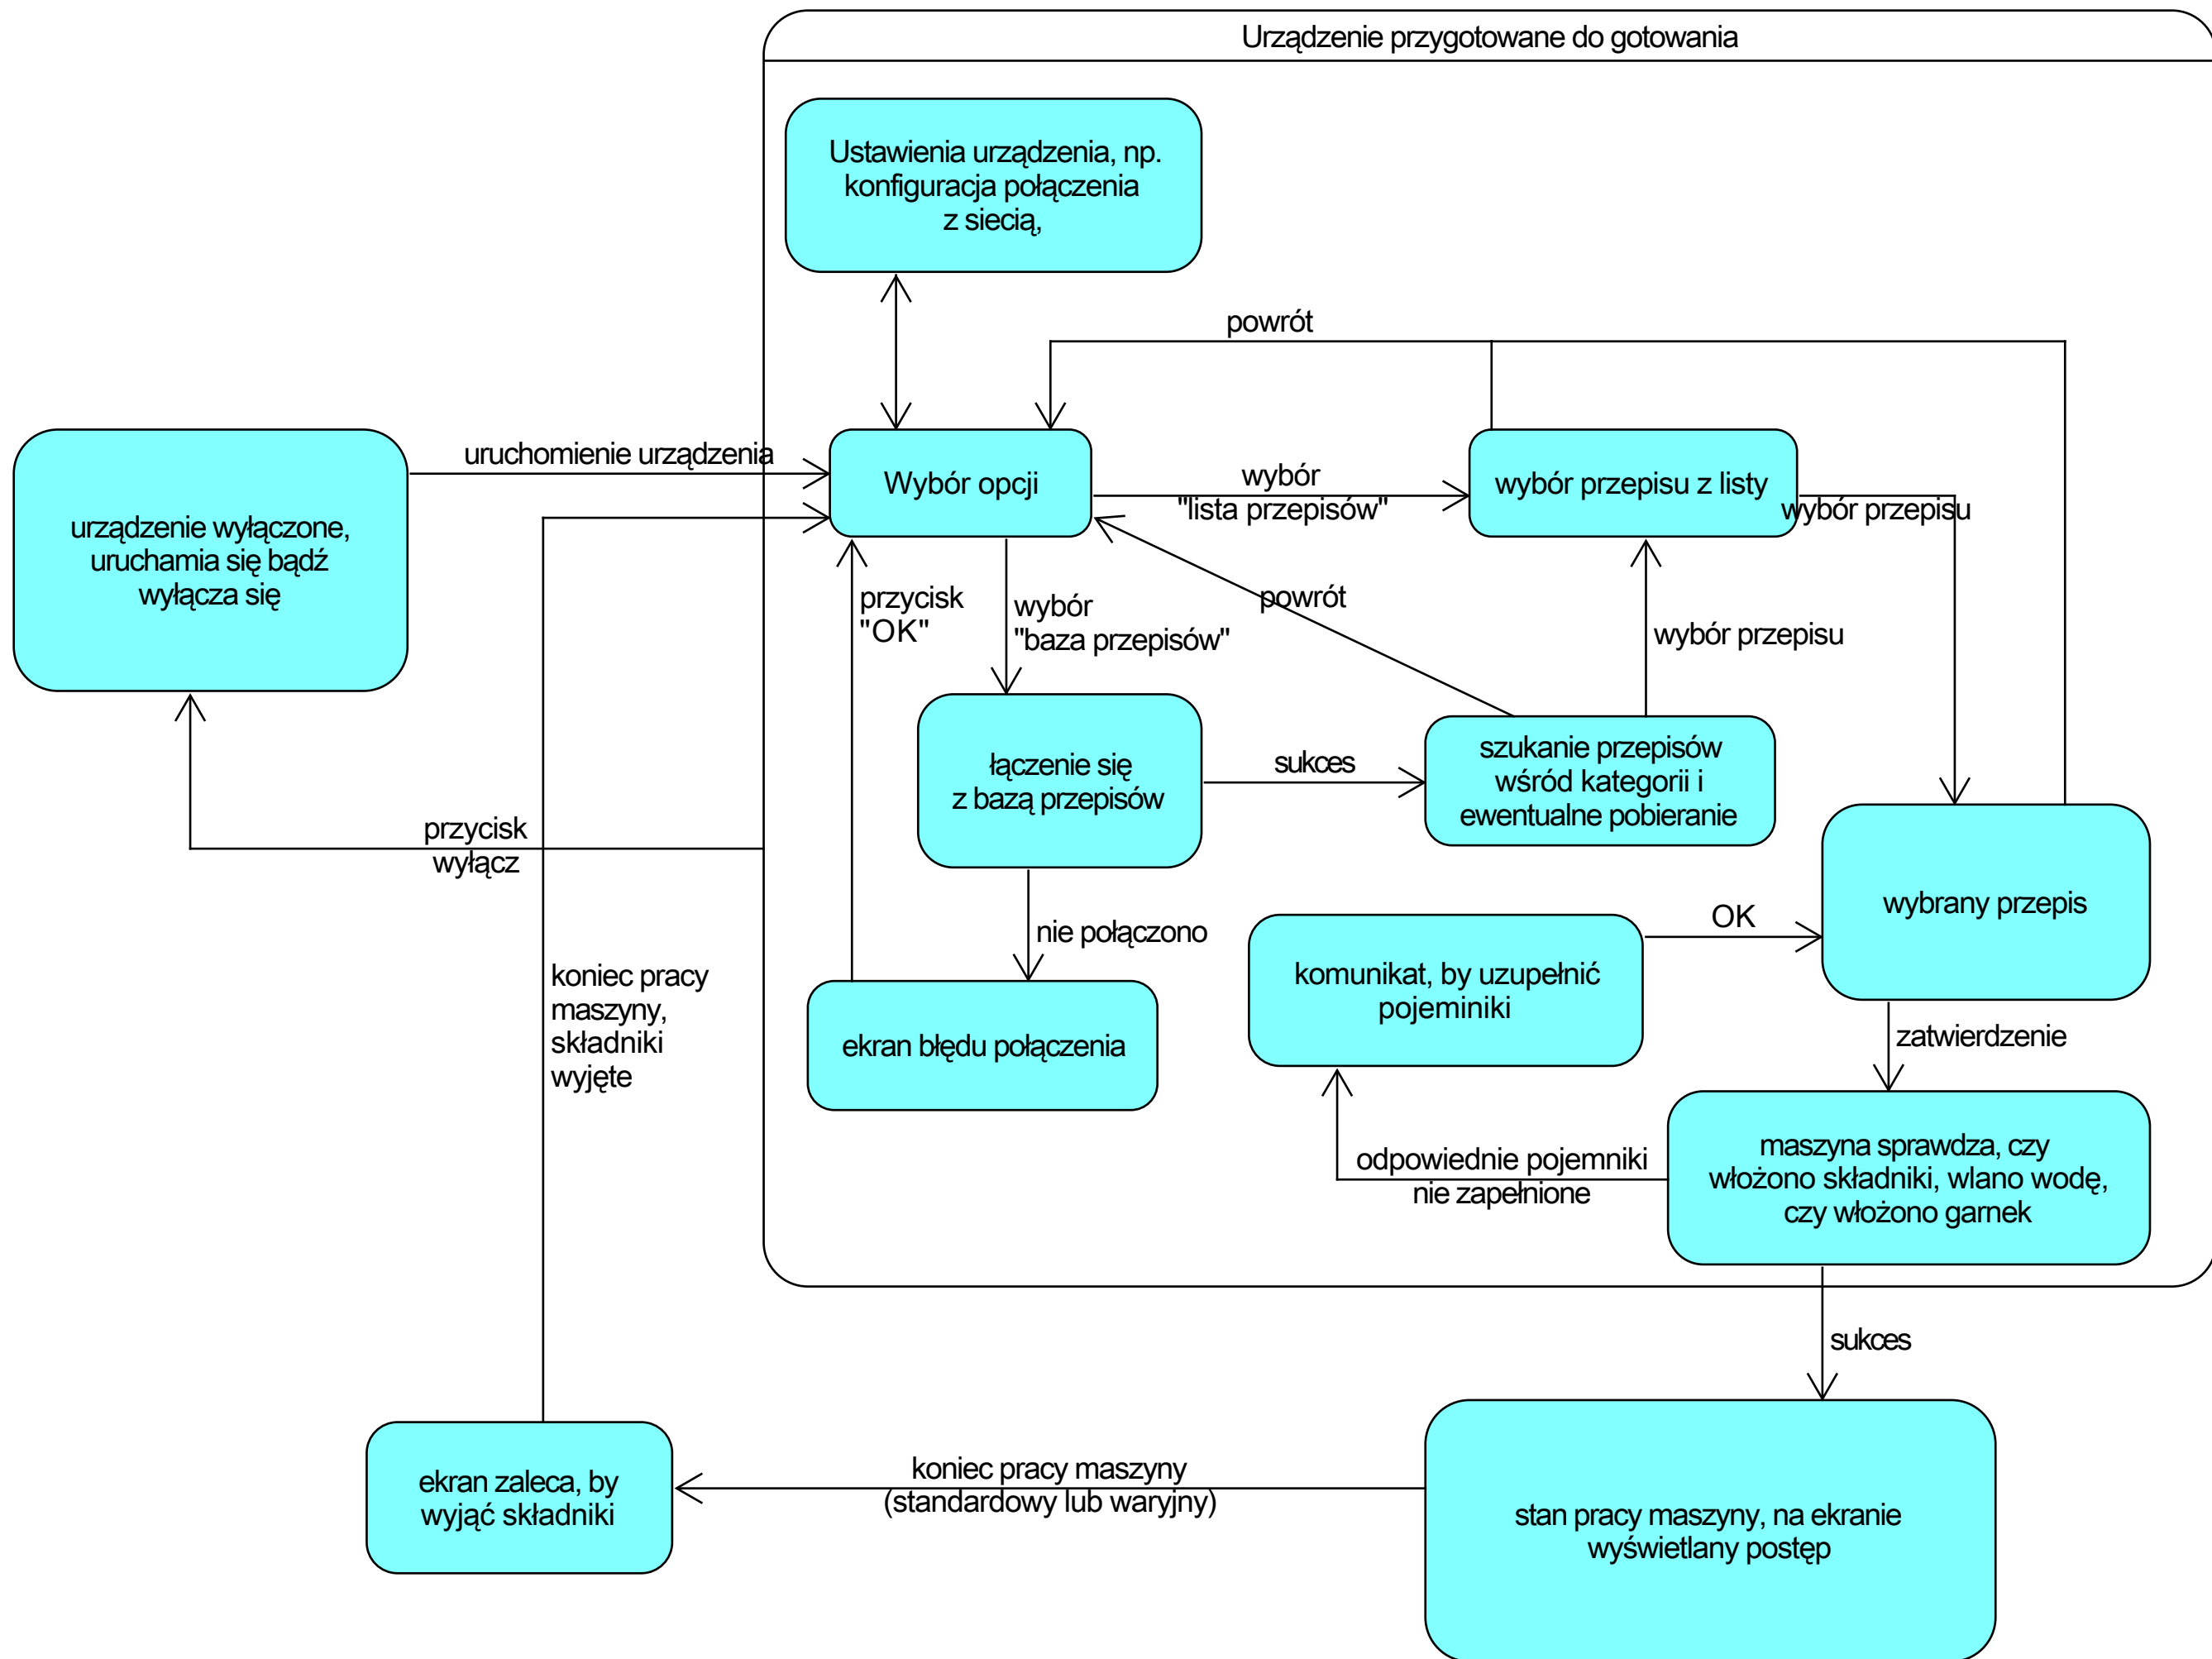 Urządzenie przygotowane do gotowania
Ustawienia urządzenia, np.
konfiguracja połączenia
z siecią,
powrót
uruchomienie urządzenia
Wybór opcji
wybór
"lista przepisów"
wybór przepisu z listy
wybór przepisu
urządzenie wyłączone,
uruchamia się bądź
wyłącza się
przycisk
"OK"
wybór
"baza przepisów"
powrót
wybór przepisu
łączenie się
z bazą przepisów
sukces
szukanie przepisów
wśród kategorii i
ewentualne pobieranie
przycisk
wyłącz
wybrany przepis
nie połączono
OK
komunikat, by uzupełnić
pojeminiki
koniec pracy
maszyny,
składniki
wyjęte
ekran błędu połączenia
zatwierdzenie
odpowiednie pojemniki
nie zapełnione
maszyna sprawdza, czy
włożono składniki, wlano wodę,
czy włożono garnek
sukces
ekran zaleca, by
wyjąć składniki
koniec pracy maszyny
(standardowy lub waryjny)
stan pracy maszyny, na ekranie
wyświetlany postęp